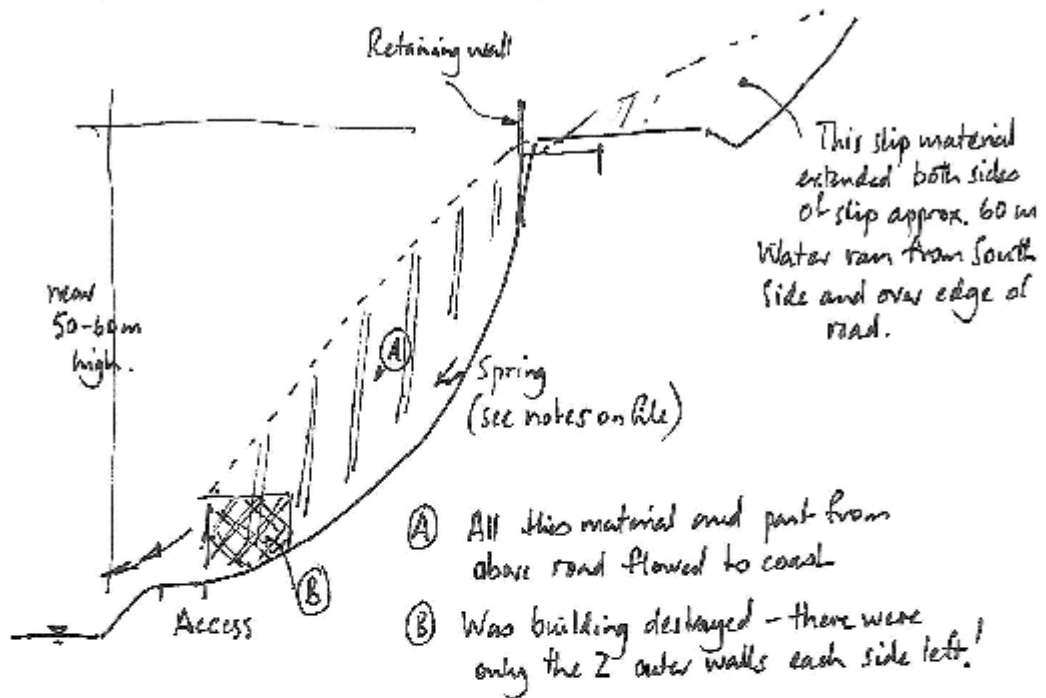 Retaining wall
This slip material
extended both sides
of slip approx. 60m
Water ran from South
Side and over edge of
road.
near
50-60m
high.
A
Spring
(see notes on file)
A All this material and part from
above road flowed to coast
B
Access
B Was building destroyed - there were
only the 2 outer walls each side left!